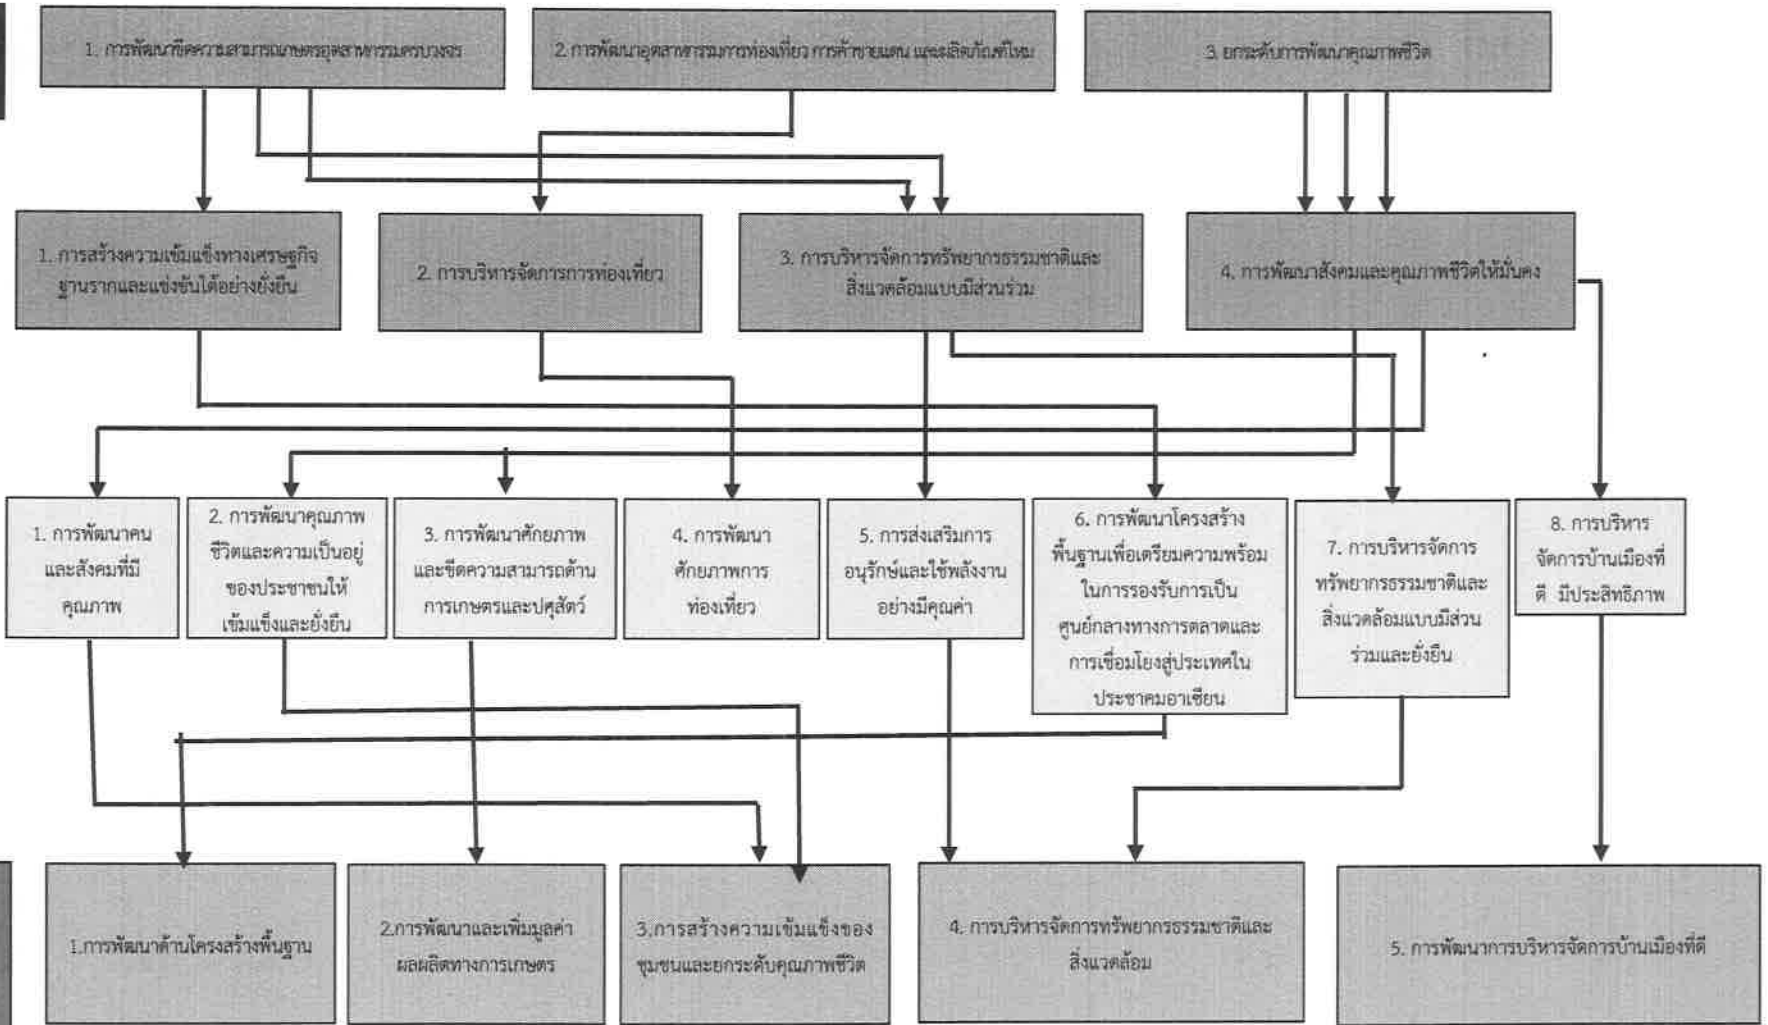 1. การพัฒนาขีดความสามารถเกษตรอุตสาหกรรมครบวงจร
2. การพัฒนาอุตสาหกรรมการท่องเที่ยว การค้าชายแดน และผลิตภัณฑ์ไหม
3. ยกระดับการพัฒนาคุณภาพชีวิต
1. การสร้างความเข้มแข็งทางเศรษฐกิจ
ฐานรากและแข่งขันได้อย่างยั่งยืน
2. การบริหารจัดการการท่องเที่ยว
3. การบริหารจัดการทรัพยากรธรรมชาติและ
สิ่งแวดล้อมแบบมีส่วนร่วม
4. การพัฒนาสังคมและคุณภาพชีวิตให้มั่นคง
1. การพัฒนาคน
และสังคมที่มี
คุณภาพ
2. การพัฒนาคุณภาพ
ชีวิตและความเป็นอยู่
ของประชาชนให้
เข้มแข็งและยั่งยืน
3. การพัฒนาศักยภาพ
และขีดความสามารถด้าน
การเกษตรและปศุสัตว์
4. การพัฒนา
ศักยภาพการ
ท่องเที่ยว
5. การส่งเสริมการ
อนุรักษ์และใช้พลังงาน
อย่างมีคุณค่า
6. การพัฒนาโครงสร้าง
พื้นฐานเพื่อเตรียมความพร้อม
ในการรองรับการเป็น
ศูนย์กลางทางการตลาดและ
การเชื่อมโยงสู่ประเทศใน
ประชาคมอาเซียน
7. การบริหารจัดการ
ทรัพยากรธรรมชาติและ
สิ่งแวดล้อมแบบมีส่วน
ร่วมและยั่งยืน
8. การบริหาร
จัดการบ้านเมืองที่
ดี มีประสิทธิภาพ
1.การพัฒนาด้านโครงสร้างพื้นฐาน
2.การพัฒนาและเพิ่มมูลค่า
ผลผลิตทางการเกษตร
3.การสร้างความเข้มแข็งของ
ชุมชนและยกระดับคุณภาพชีวิต
4. การบริหารจัดการทรัพยากรธรรมชาติและ
สิ่งแวดล้อม
5. การพัฒนาการบริหารจัดการบ้านเมืองที่ดี